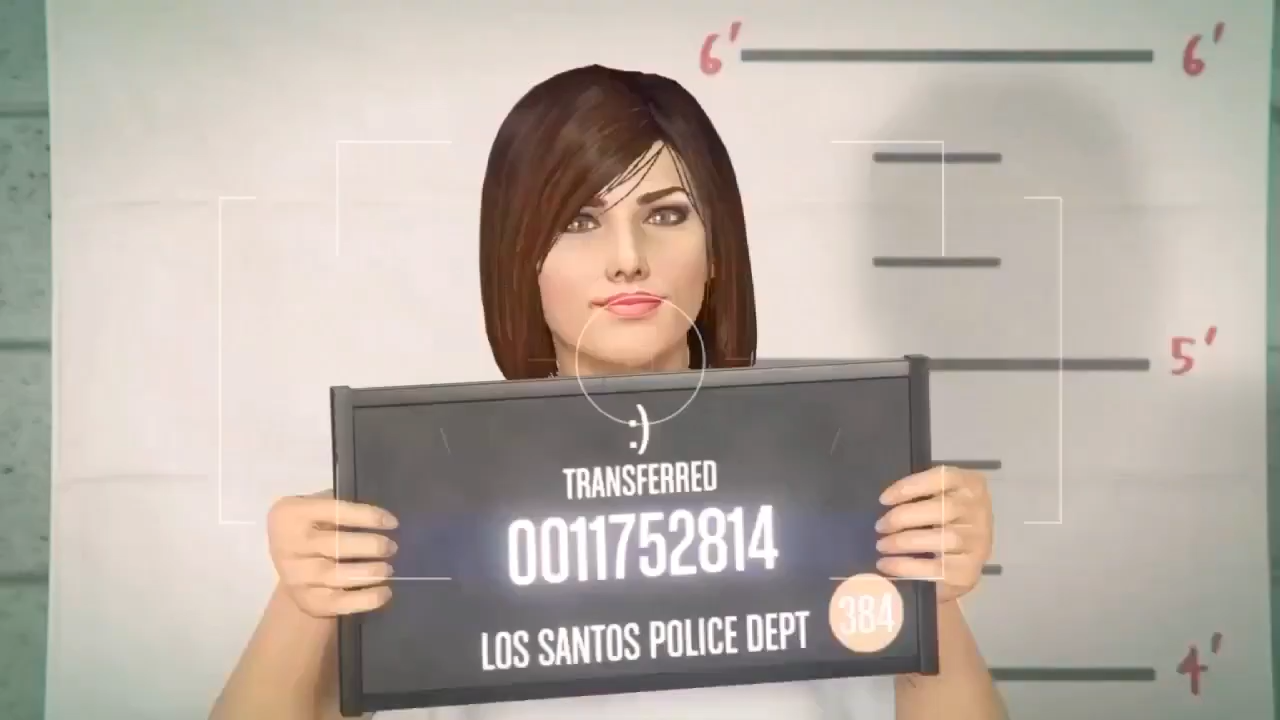 6' 6'
5'
:)
TRANSFERRED
0011752814
LOS SANTOS POLICE DEPT 384
4'